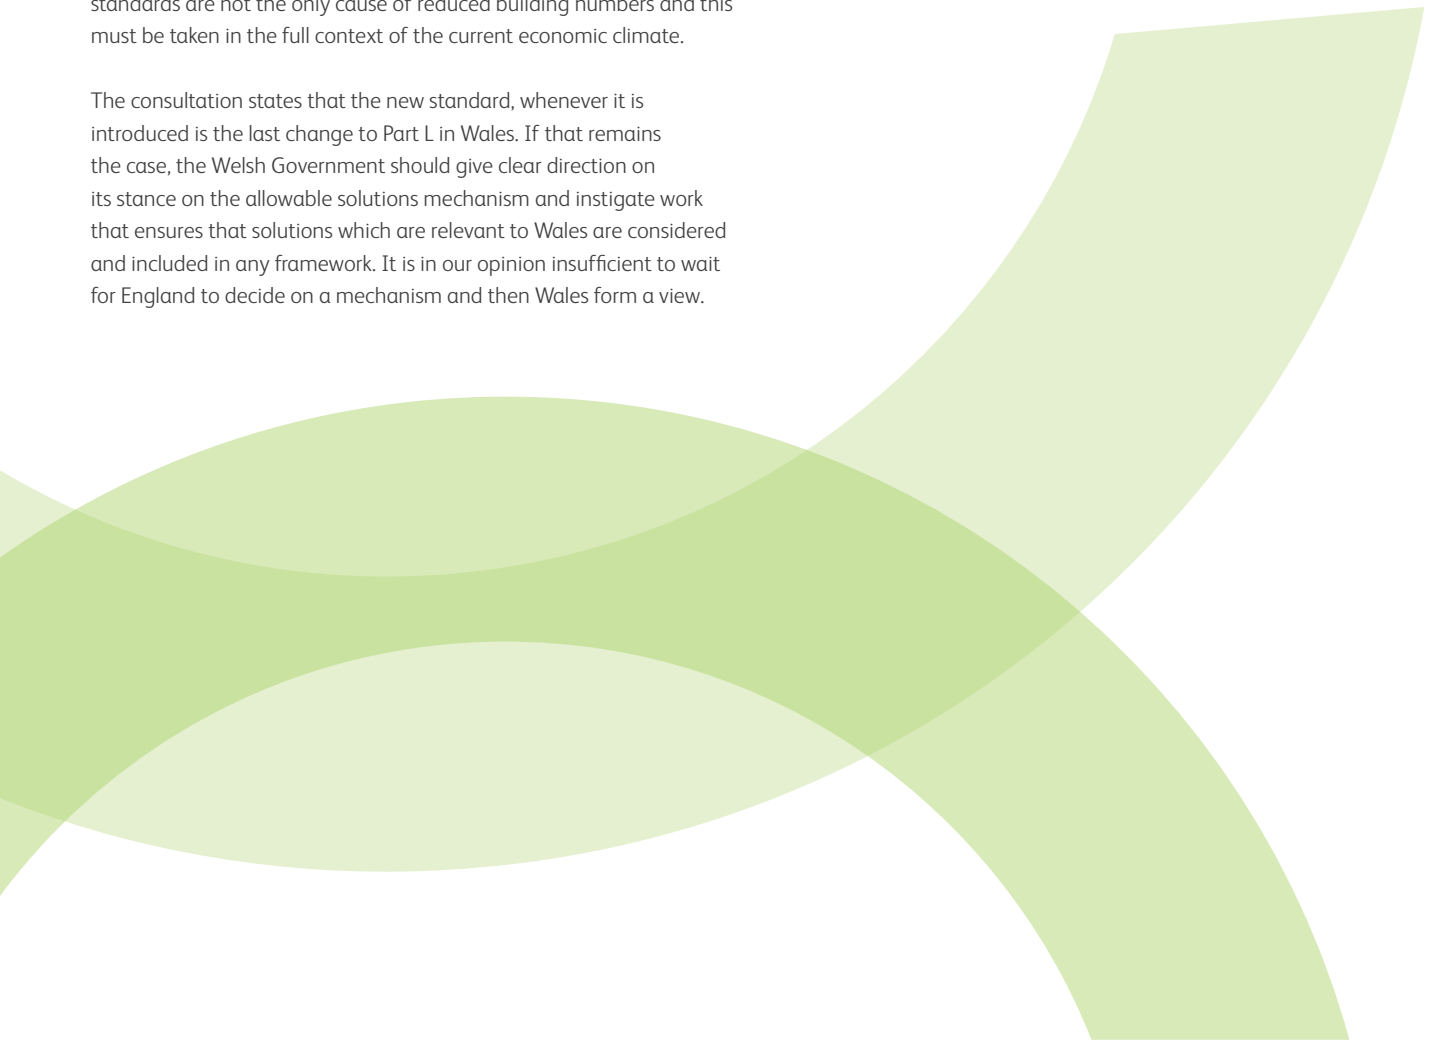 standards are not the only cause of reduced building numbers and this
must be taken in the full context of the current economic climate.
The consultation states that the new standard, whenever it is
introduced is the last change to Part L in Wales. If that remains
the case, the Welsh Government should give clear direction on
its stance on the allowable solutions mechanism and instigate work
that ensures that solutions which are relevant to Wales are considered
and included in any framework. It is in our opinion insufficient to wait
for England to decide on a mechanism and then Wales form a view.